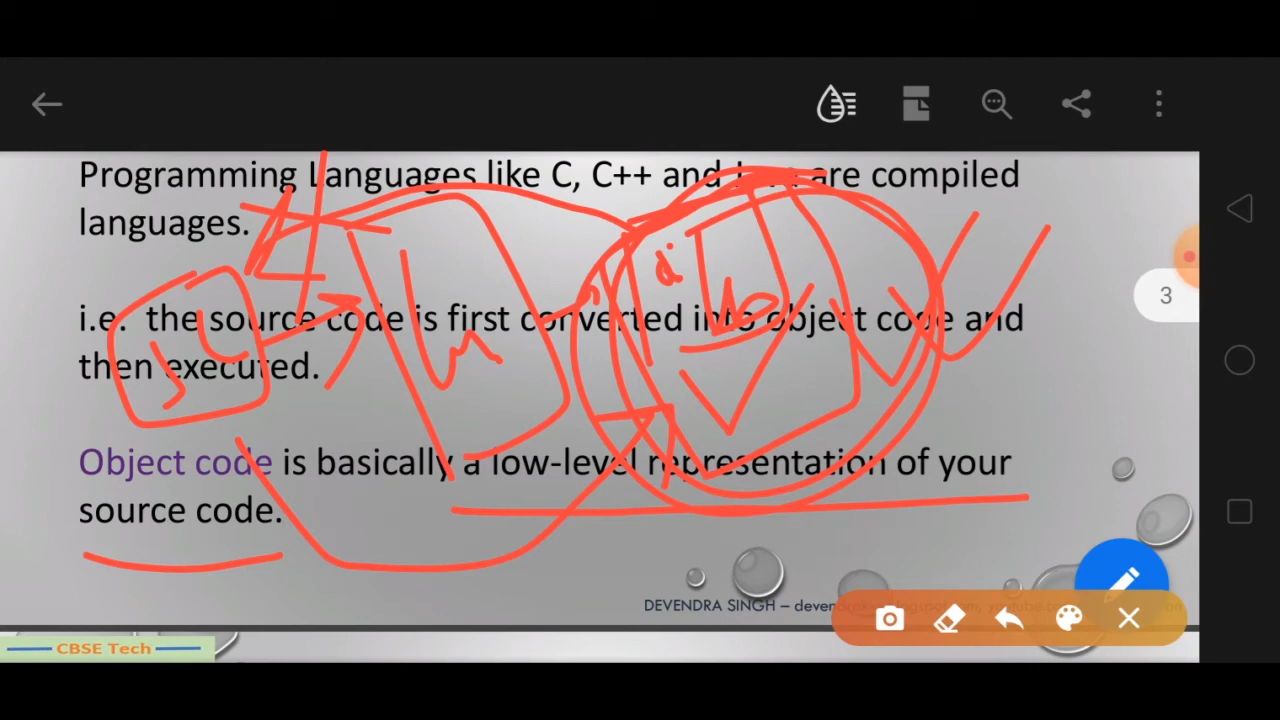 Programming Languages like C, C++ and Java are compiled
languages.
3
i.e. the source code is first converted into object code and
then executed.
Object code is basically a low-level representation of your
source code.
DEVENDRA SINGH –
CBSE Tech